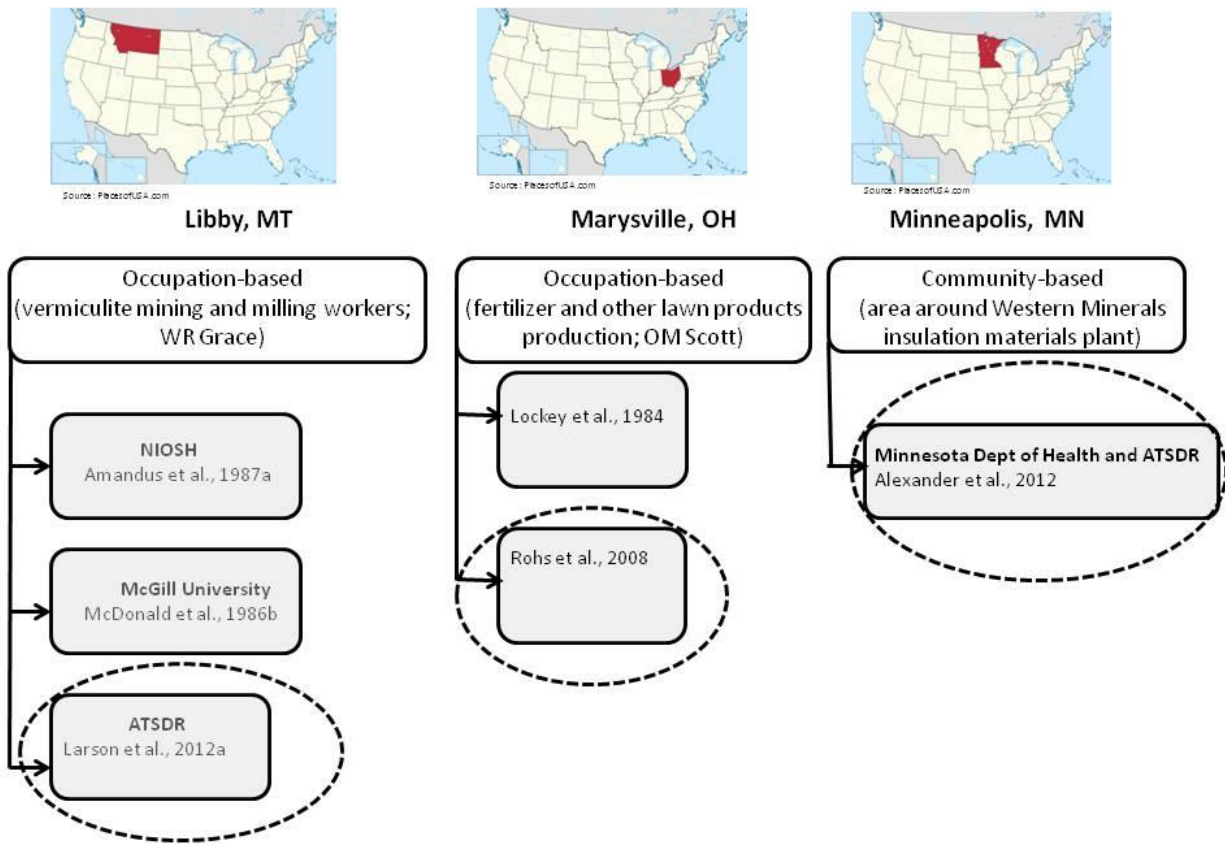 Source: PlacesofUSA.com
Source: PlacesofUSA.com
Source: PlacesofUSA.com
Libby, MT
Marysville, OH
Minneapolis, MN
Occupation-based
(vermiculite mining and milling workers;
WR Grace)
NIOSH
Amandus et al., 1987a
McGill University
McDonald et al., 1986b
ATSDR
Larson et al., 2012a
Occupation-based
(fertilizer and other lawn products
production; OM Scott)
Lockey et al., 1984
Rohs et al., 2008
Community-based
(area around Western Minerals
insulation materials plant)
Minnesota Dept of Health and ATSDR
Alexander et al., 2012